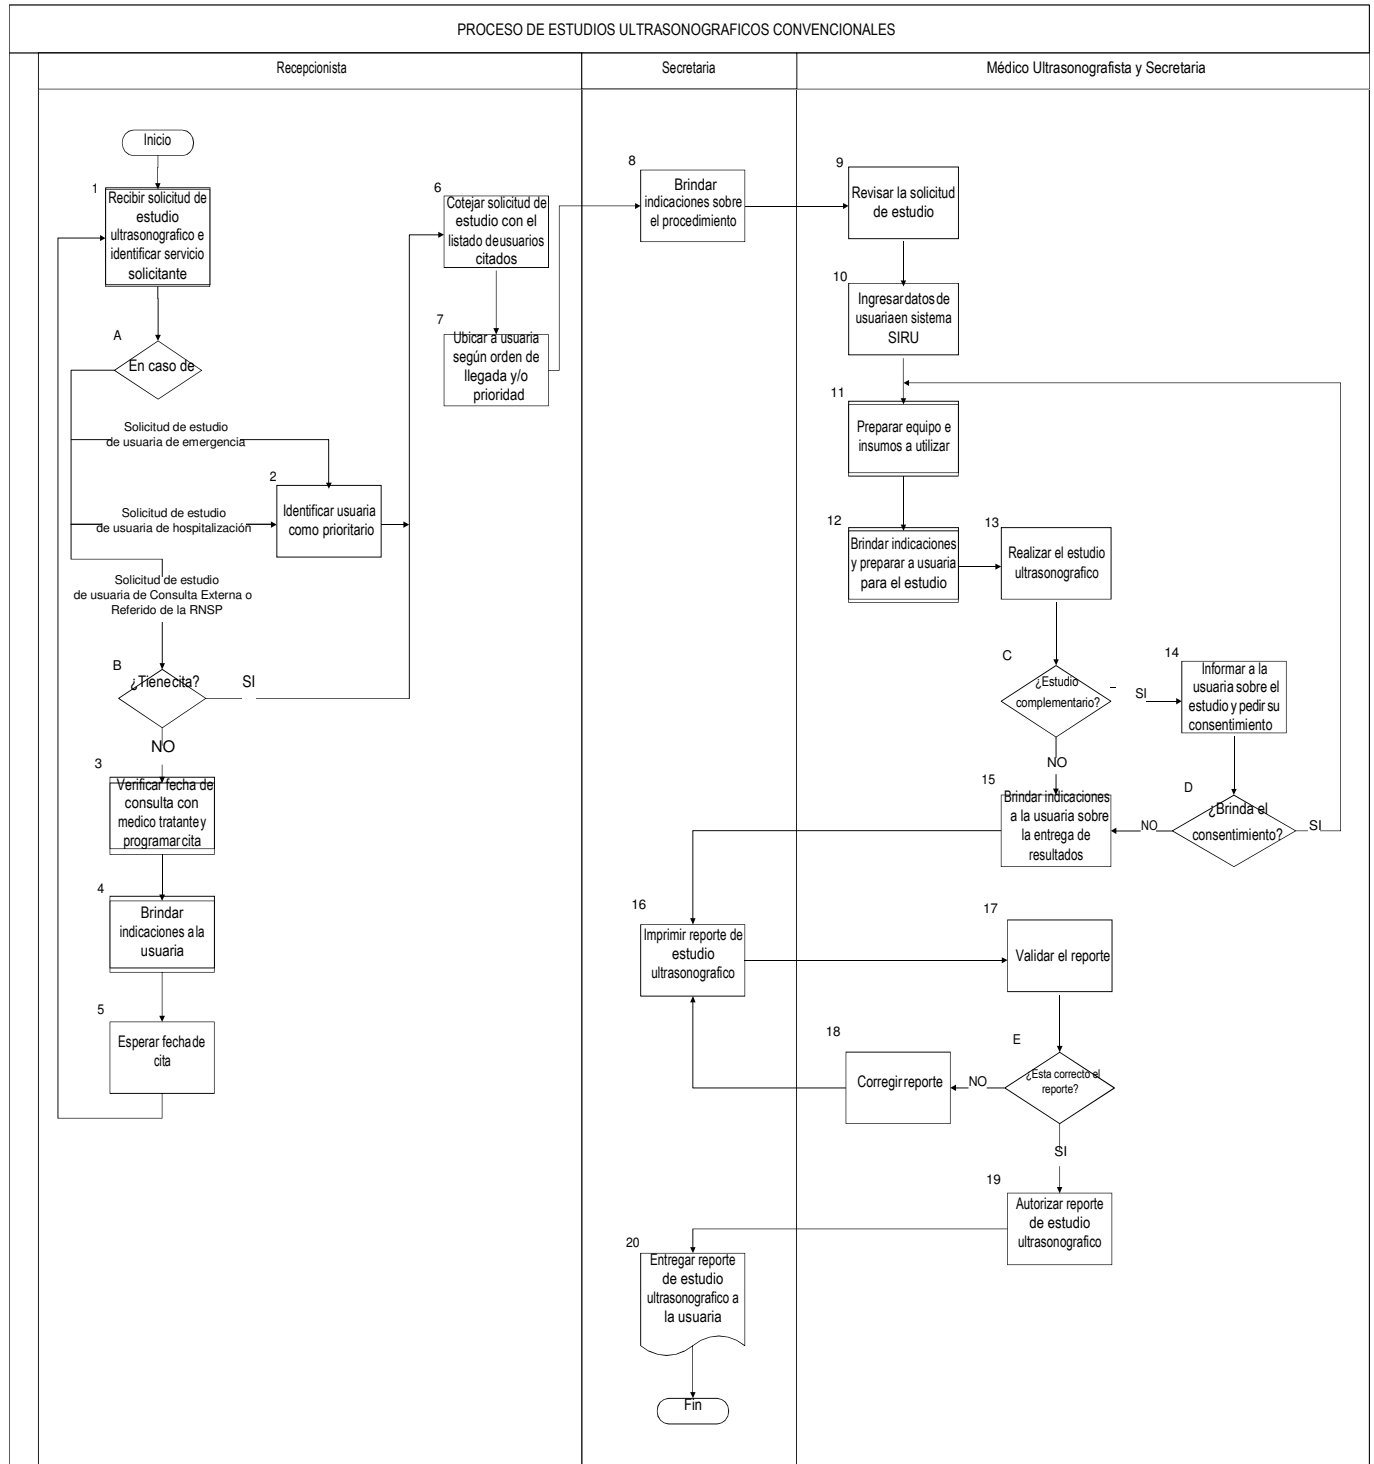 PROCESO DE ESTUDIOS ULTRASONOGRAFICOS CONVENCIONALES
Recepcionista
Secretaria
Médico Ultrasonografista y Secretaria
Inicio
1
Recibir solicitud de
estudio
ultrasonografico e
identificar servicio
solicitante
A
En caso de
Solicitud de estudio
de usuaria de emergencia
2
Identificar usuaria
como prioritario
Solicitud de estudio
de usuaria de hospitalización
Solicitud de estudio
de usuaria de Consulta Externa o
Referido de la RNSP
B
¿Tiene cita?
SI
NO
3
Verificar fecha de
consulta con
medico tratante y
programar cita
4
Brindar
indicaciones a la
usuaria
5
Esperar fecha de
cita
6
Cotejar solicitud de
estudio con el
listado de usuarios
citados
7
Ubicar a usuaria
según orden de
llegada y/o
prioridad
8
Brindar
indicaciones sobre
el procedimiento
9
Revisar la solicitud
de estudio
10
Ingresar datos de
usuaria en sistema
SIRU
11
Preparar equipo e
insumos a utilizar
12
Brindar indicaciones
y preparar a usuaria
para el estudio
13
Realizar el estudio
ultrasonografico
C
¿Estudio
complementario?
SI
NO
14
Informar a la
usuaria sobre el
estudio y pedir su
consentimiento
D
¿Brinda el
consentimiento?
SI
NO
15
Brindar indicaciones
a la usuaria sobre
la entrega de
resultados
16
Imprimir reporte de
estudio
ultrasonografico
17
Validar el reporte
E
¿Esta correcto el
reporte?
NO
SI
18
Corregir reporte
19
Autorizar reporte
de estudio
ultrasonografico
20
Entregar reporte
de estudio
ultrasonografico a
la usuaria
Fin